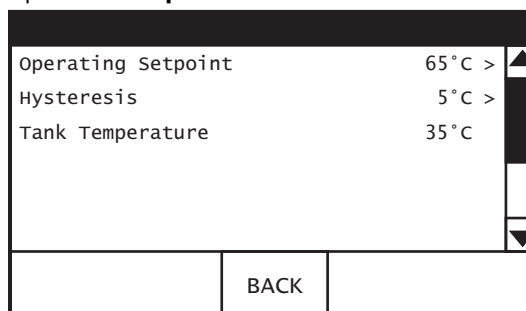 Operating Setpoint 65°C >
Hysteresis 5°C >
Tank Temperature 35°C
BACK